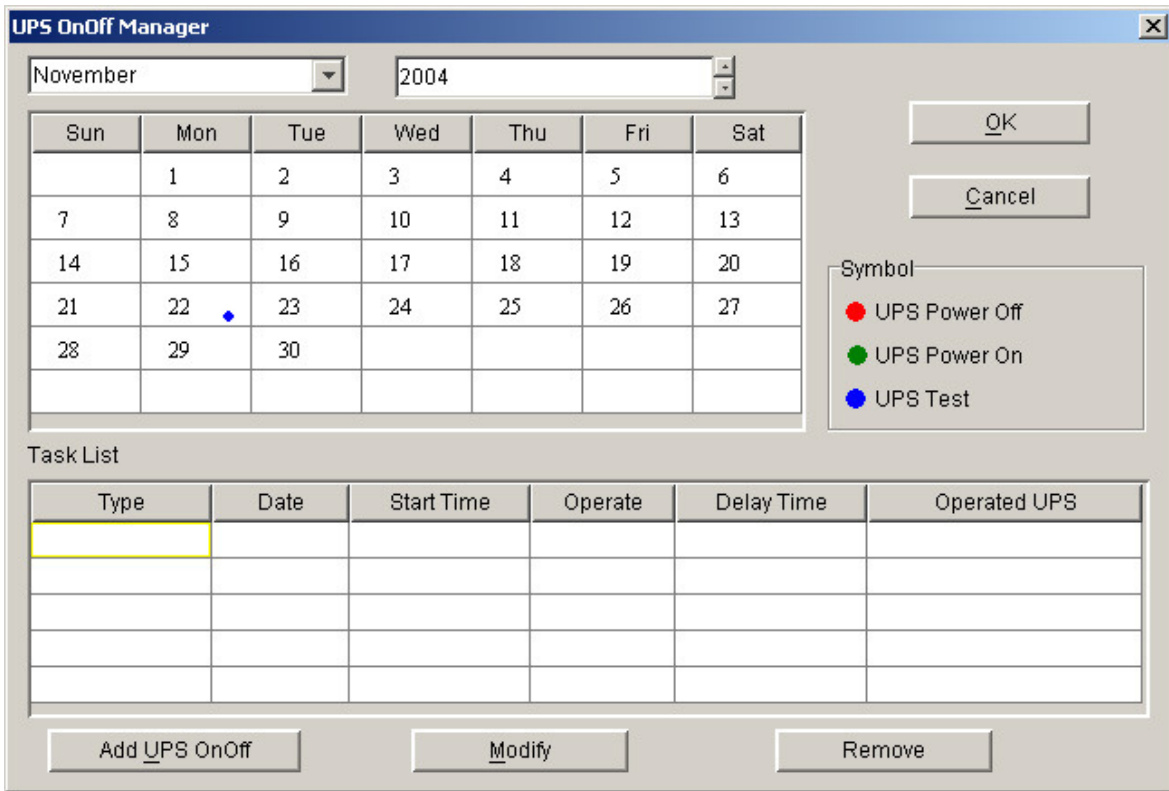 UPS OnOff Manager
November 2004
Sun Mon Tue Wed Thu Fri Sat
1 2 3 4 5 6
7 8 9 10 11 12 13
14 15 16 17 18 19 20
21 22 23 24 25 26 27
28 29 30
OK
Cancel
Symbol
UPS Power Off
UPS Power On
UPS Test
Task List
Type Date Start Time Operate Delay Time Operated UPS
Add UPS OnOff Modify Remove